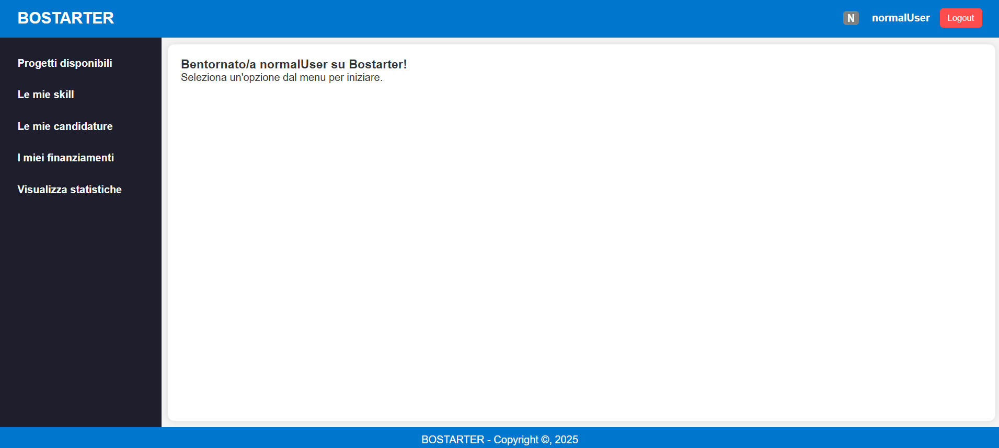 BOSTARTER
N normalUser Logout
Progetti disponibili
Le mie skill
Le mie candidature
I miei finanziamenti
Visualizza statistiche
Bentornato/a normalUser su Bostarter!
Seleziona un'opzione dal menu per iniziare.
BOSTARTER - Copyright ©, 2025